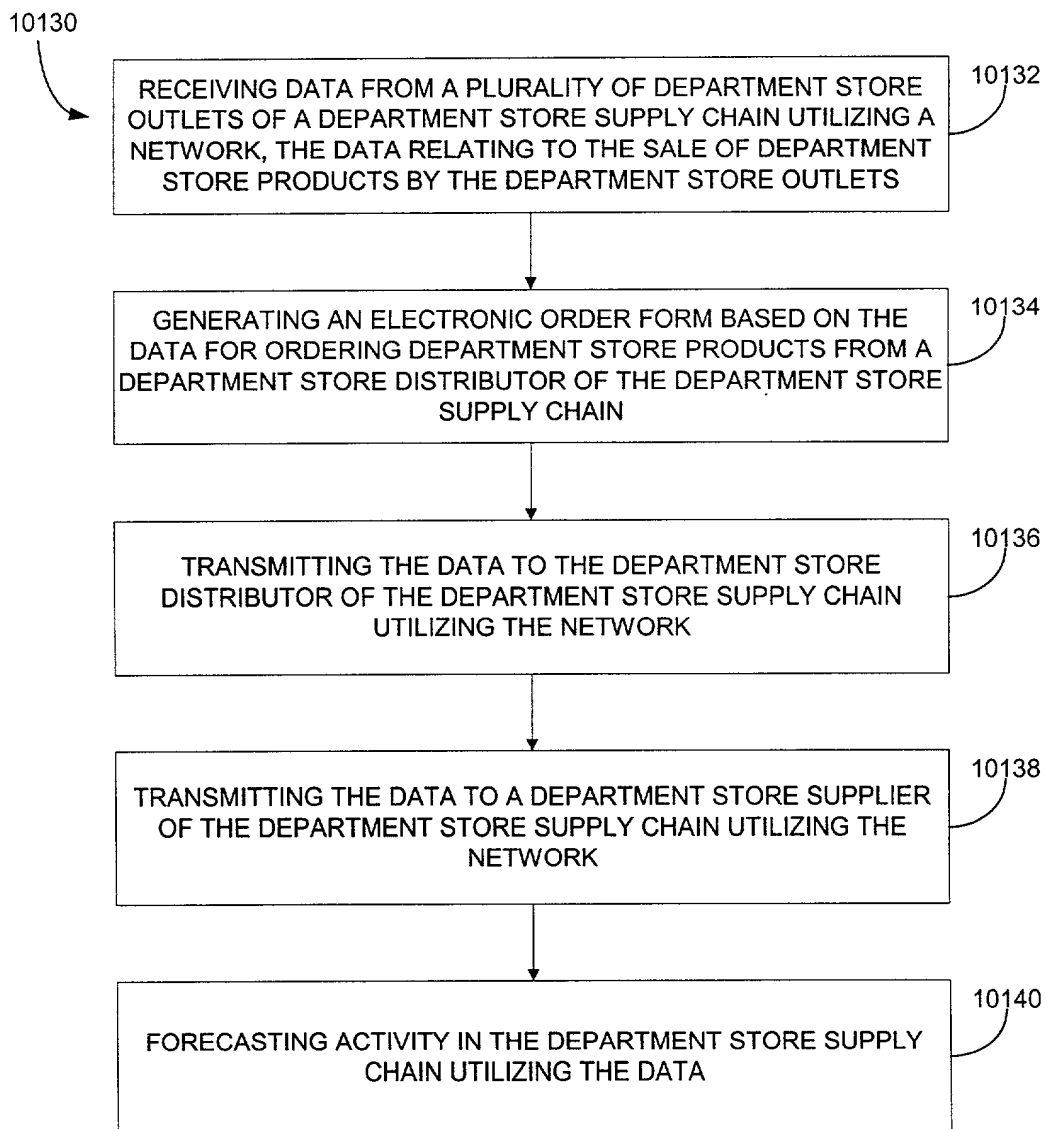 10130
10132
RECEIVING DATA FROM A PLURALITY OF DEPARTMENT STORE
OUTLETS OF A DEPARTMENT STORE SUPPLY CHAIN UTILIZING A
NETWORK, THE DATA RELATING TO THE SALE OF DEPARTMENT
STORE PRODUCTS BY THE DEPARTMENT STORE OUTLETS
10134
GENERATING AN ELECTRONIC ORDER FORM BASED ON THE
DATA FOR ORDERING DEPARTMENT STORE PRODUCTS FROM A
DEPARTMENT STORE DISTRIBUTOR OF THE DEPARTMENT STORE
SUPPLY CHAIN
10136
TRANSMITTING THE DATA TO THE DEPARTMENT STORE
DISTRIBUTOR OF THE DEPARTMENT STORE SUPPLY CHAIN
UTILIZING THE NETWORK
10138
TRANSMITTING THE DATA TO A DEPARTMENT STORE SUPPLIER
OF THE DEPARTMENT STORE SUPPLY CHAIN UTILIZING THE
NETWORK
10140
FORECASTING ACTIVITY IN THE DEPARTMENT STORE SUPPLY
CHAIN UTILIZING THE DATA